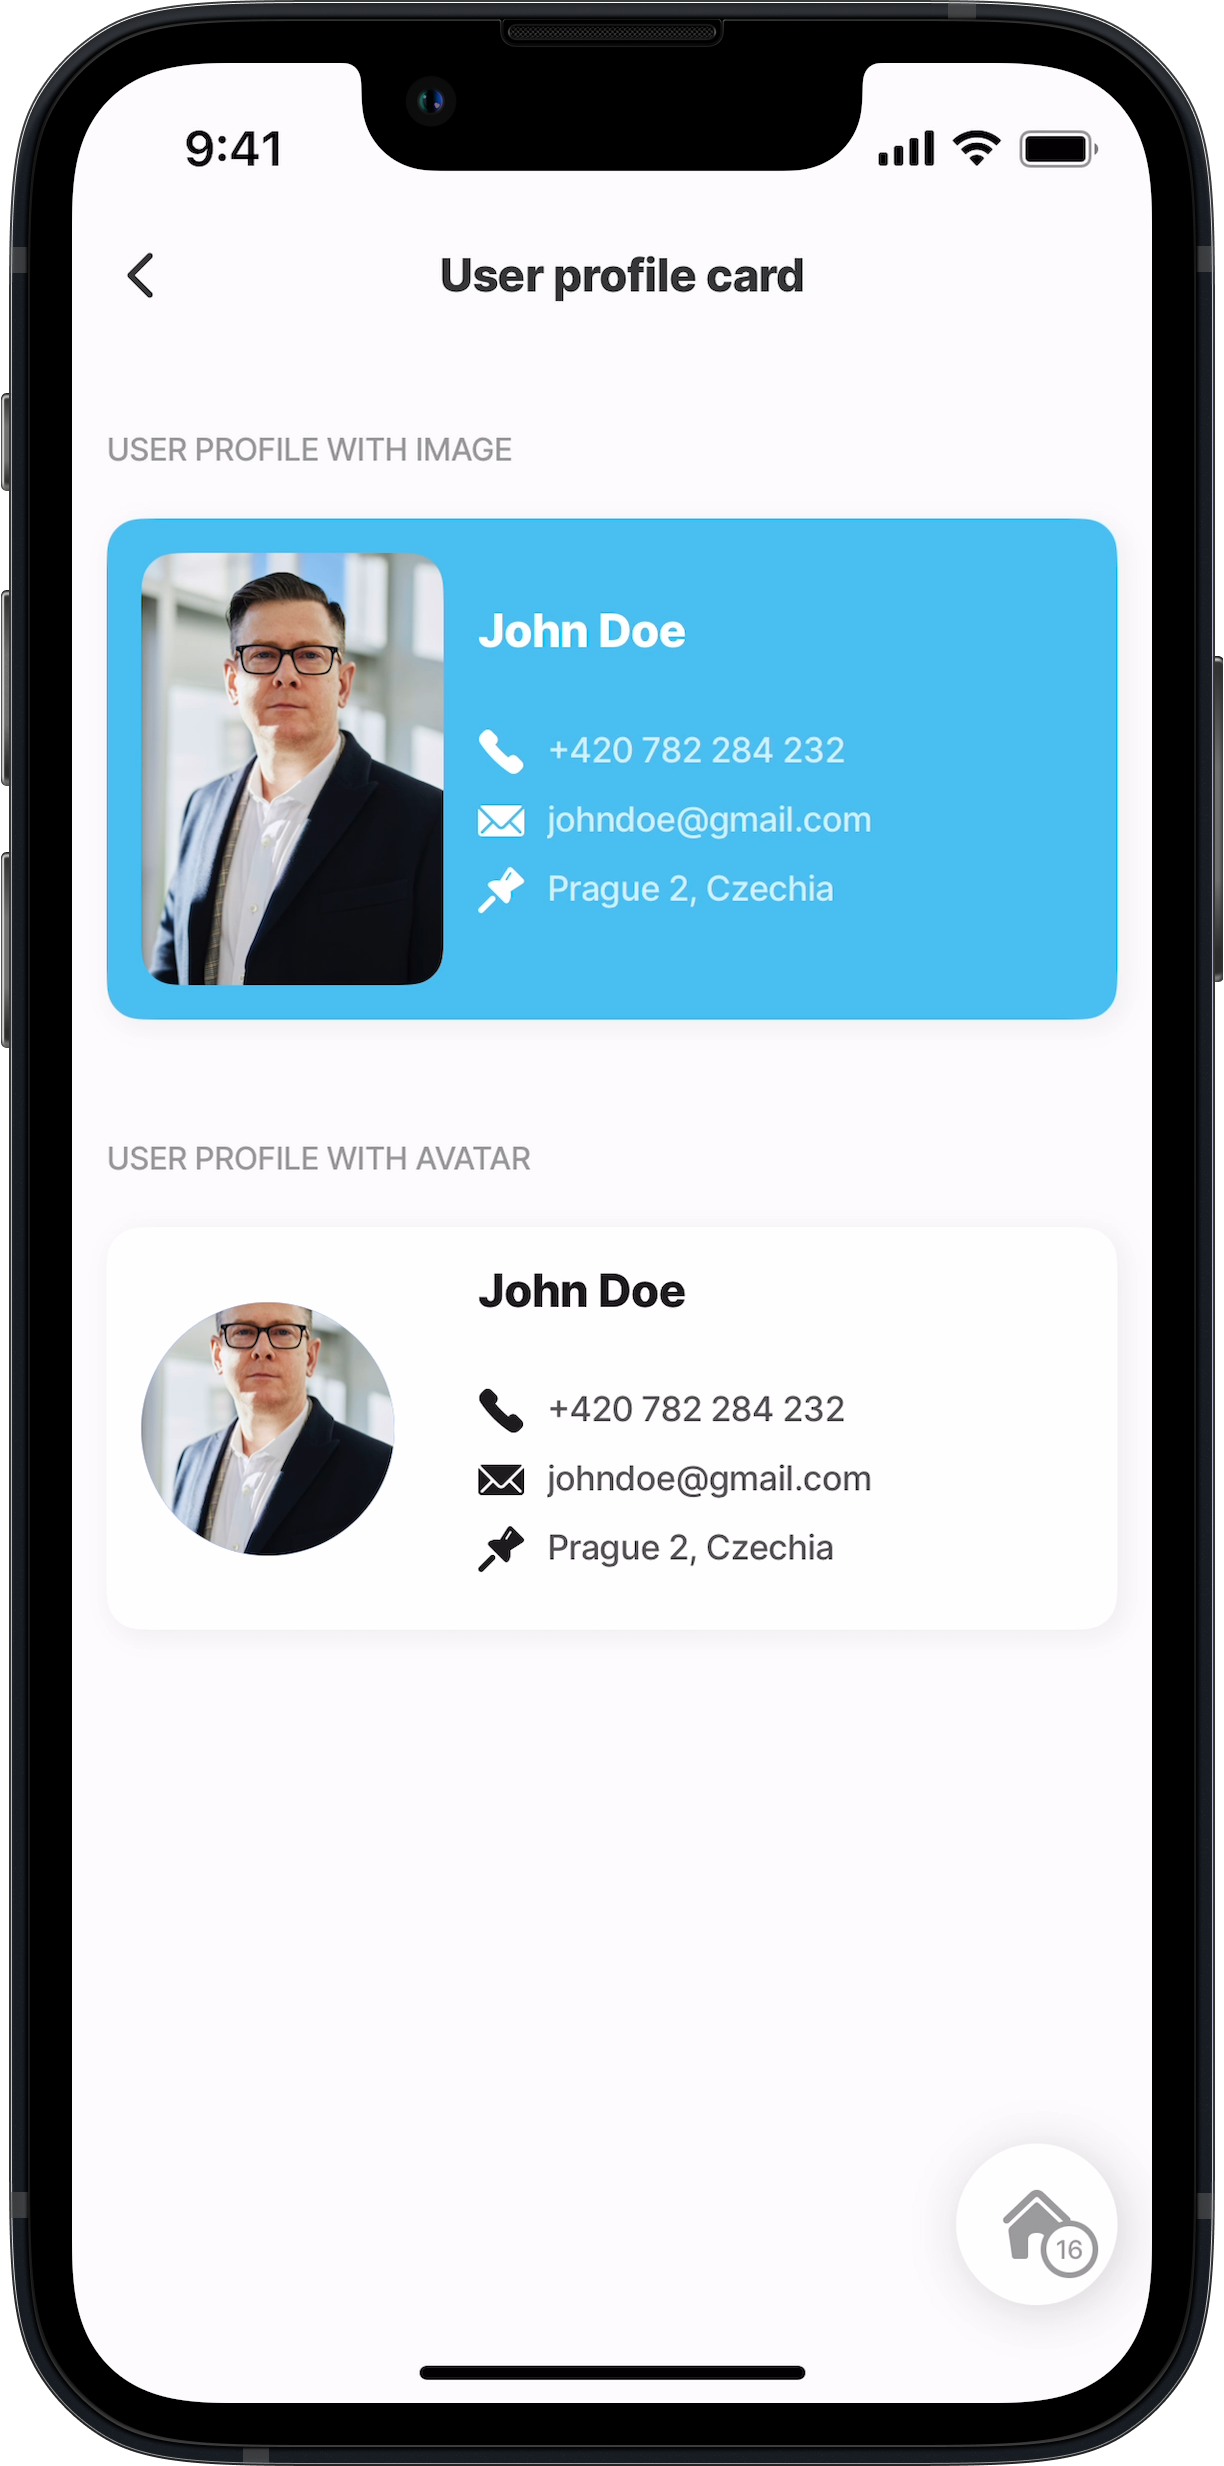 9:41
User profile card
USER PROFILE WITH IMAGE
John Doe
+420 782 284 232
johndoe@gmail.com
Prague 2, Czechia
USER PROFILE WITH AVATAR
John Doe
+420 782 284 232
johndoe@gmail.com
Prague 2, Czechia
16